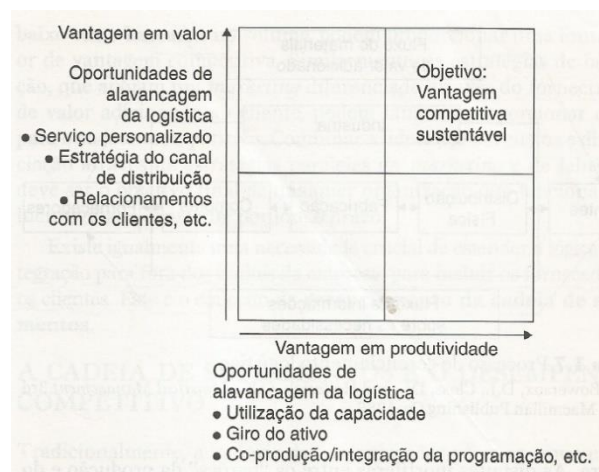 Vantagem em valor
Oportunidades de
alavancagem
da logística
● Serviço personalizado
● Estratégia do canal
de distribuição
● Relacionamentos
com os clientes, etc.
Objetivo:
Vantagem
competitiva
sustentável
Vantagem em produtividade
Oportunidades de
alavancagem da logística
● Utilização da capacidade
● Giro do ativo
● Co-produção/integração da programação, etc.